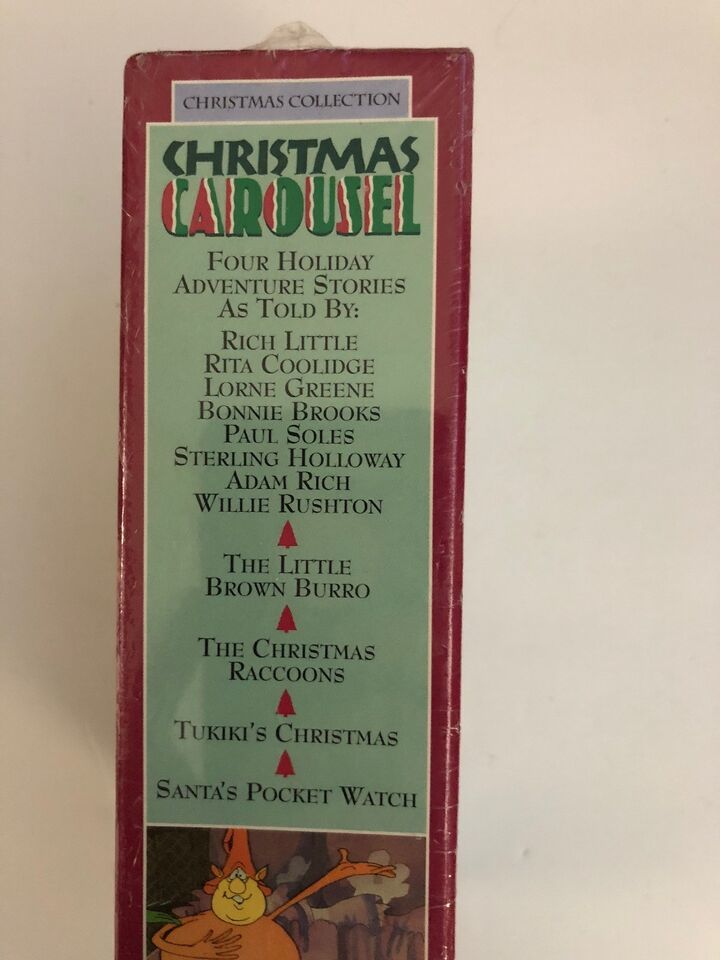 CHRISTMAS COLLECTION
CHRISTMAS
CAROUSEL
FOUR HOLIDAY
ADVENTURE STORIES
AS TOLD BY:
RICH LITTLE
RITA COOLIDGE
LORNE GREENE
BONNIE BROOKS
PAUL SOLES
STERLING HOLLOWAY
ADAM RICH
WILLIE RUSHTON
THE LITTLE
BROWN BURRO
THE CHRISTMAS
RACCOONS
TUKIKI'S CHRISTMAS
SANTA'S POCKET WATCH